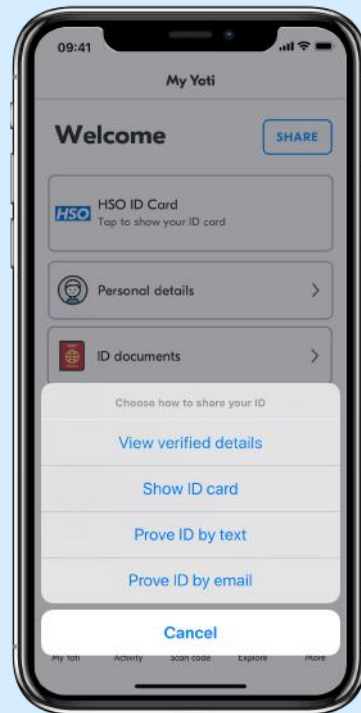 09:41
My Yoti
Welcome
SHARE
HSO
HSO ID Card
Tap to show your ID card
Personal details
ID documents
Choose how to share your ID
View verified details
Show ID card
Prove ID by text
Prove ID by email
Cancel
My Yoti Activity Scan code Explore More